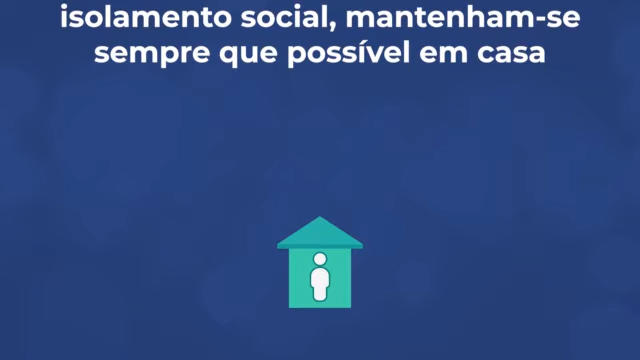 isolamento social, mantenham-se
sempre que possível em casa